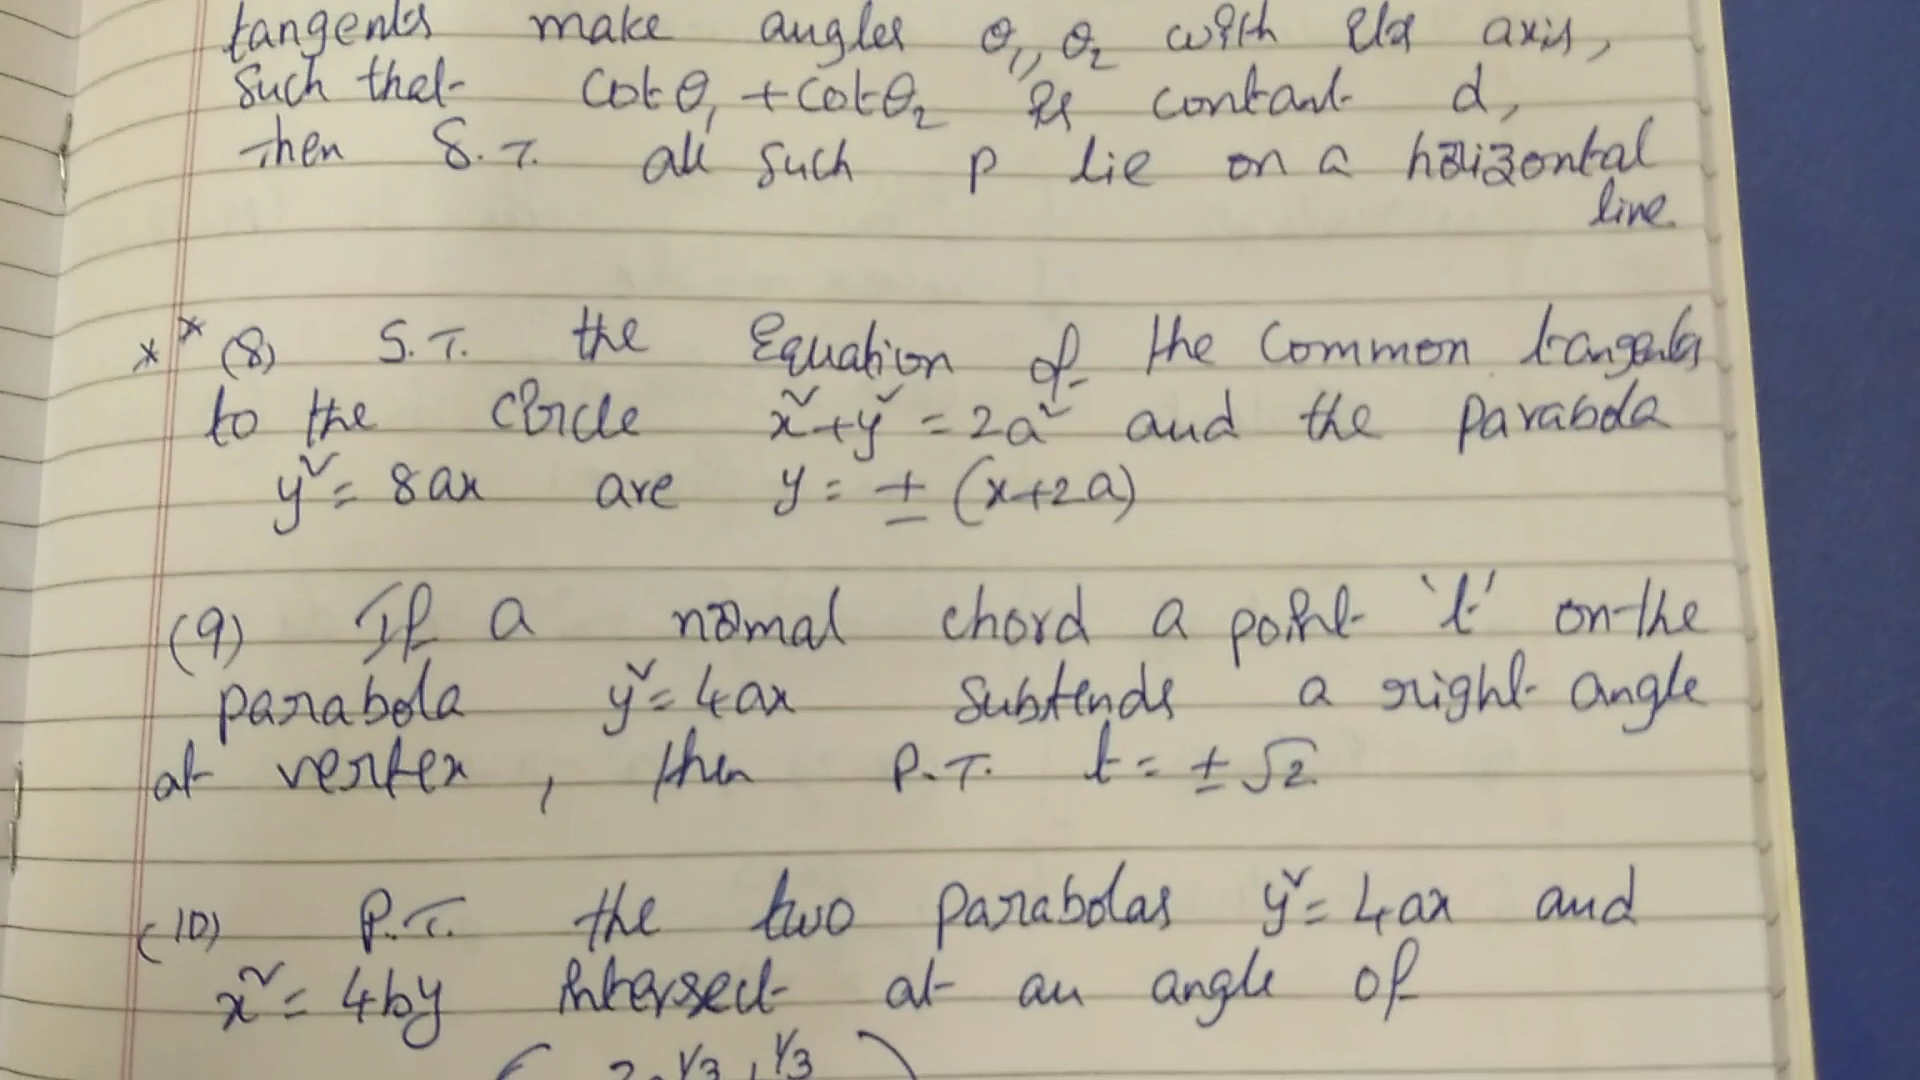 tangents make angles θ₁, θ₂ with its axis,
Such that cot θ₁ + cot θ₂ is contant d,
then S.T. all such P lie on a horizontal
line
** (8) S.T. the Equation of the Common tangents
to the circle x² + y² = 2a² and the Parabola
y² = 8ax are y = ± (x+2a)
(9) If a normal chord a point 't' on the
parabola y² = 4ax Subtends a right angle
at vertex, then P.T. t = ± √2
(10) P.T. the two parabolas y² = 4ax and
x² = 4by intersect at an angle of